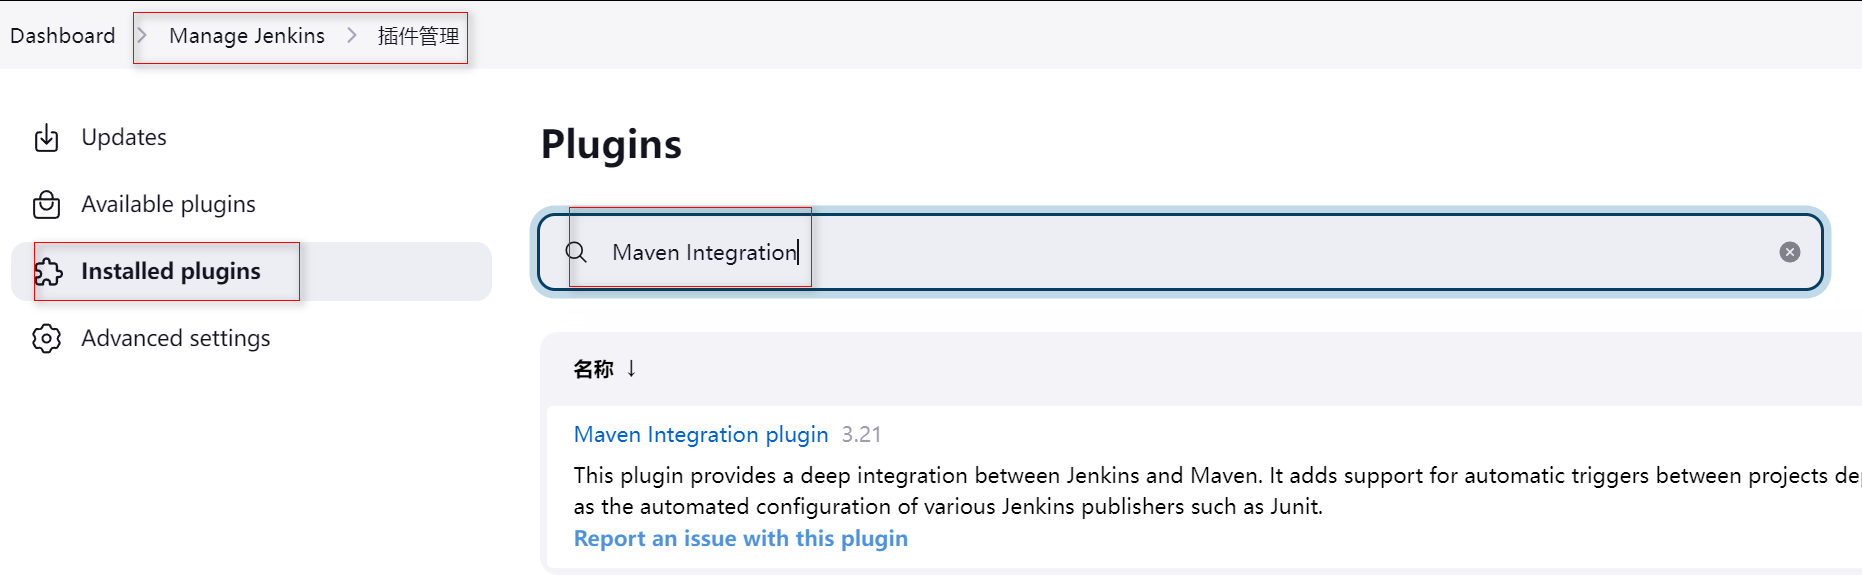 Dashboard > Manage Jenkins > 插件管理
Updates
Available plugins
Installed plugins
Advanced settings
Plugins
Maven Integration
名称 ↓
Maven Integration plugin 3.21
This plugin provides a deep integration between Jenkins and Maven. It adds support for automatic triggers between projects
as the automated configuration of various Jenkins publishers such as Junit.
Report an issue with this plugin